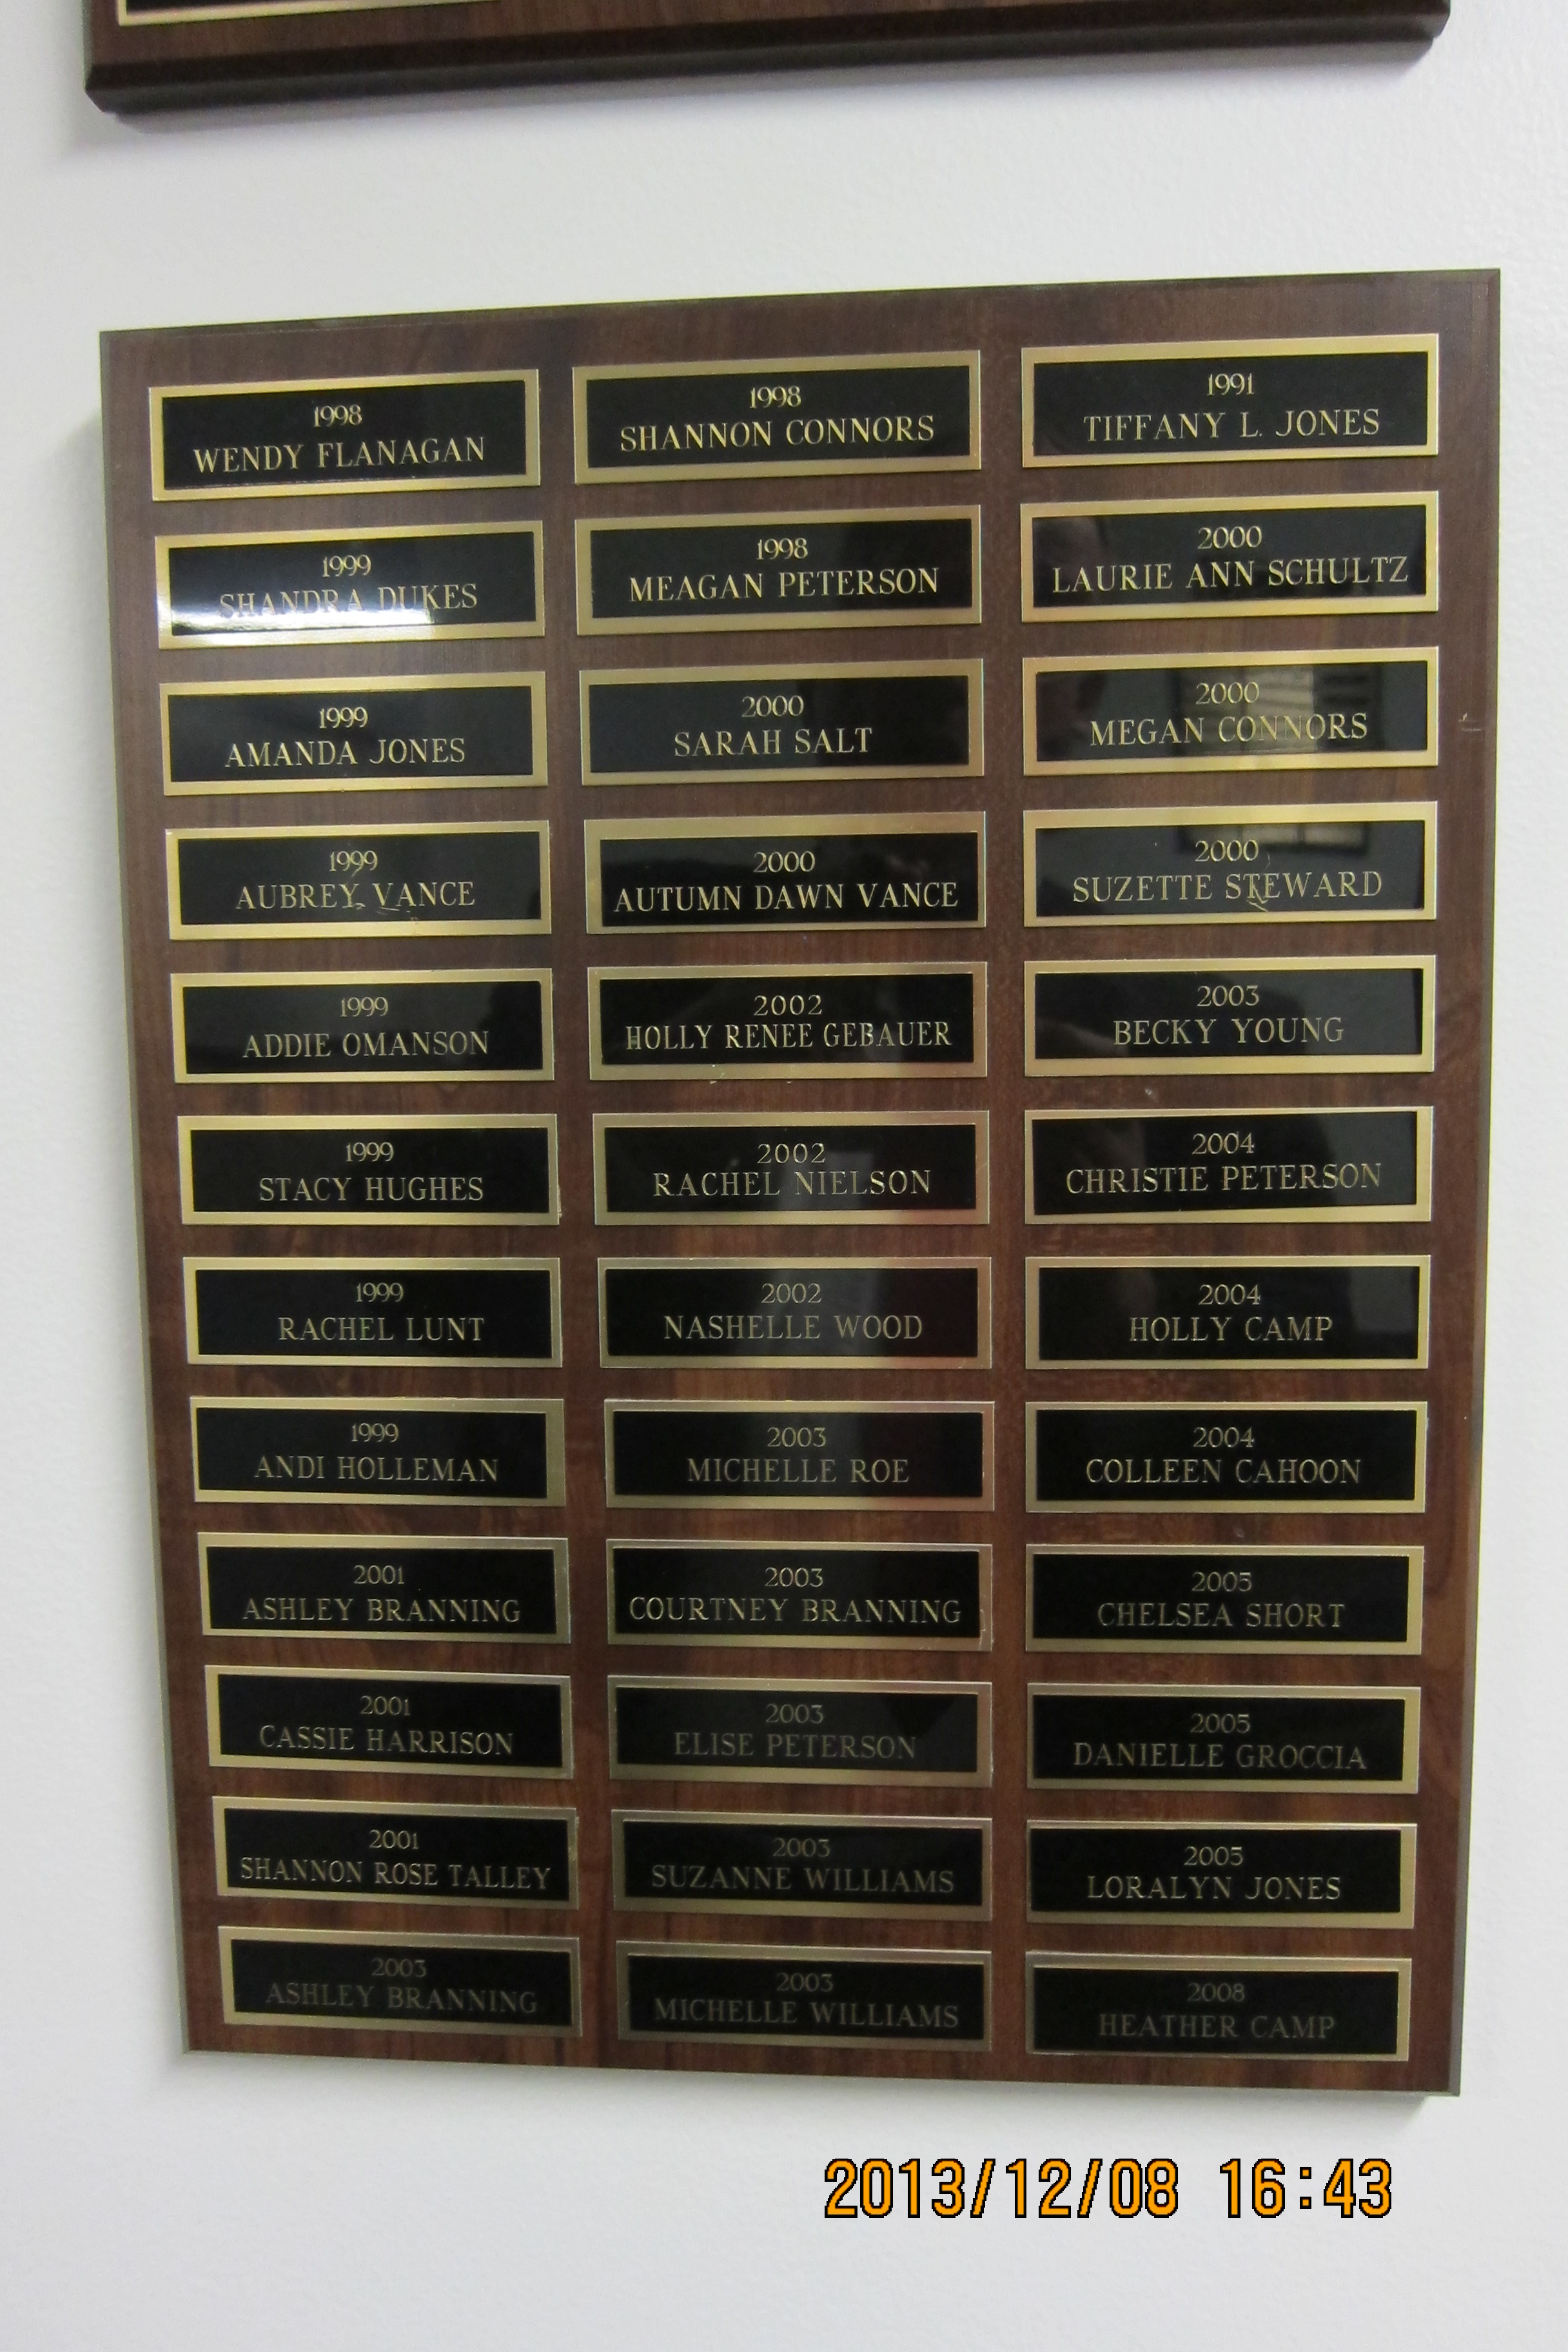 1998
WENDY FLANAGAN
1999
SHANDRA DUKES
1999
AMANDA JONES
1999
AUBREY VANCE
1999
ADDIE OMANSON
1999
STACY HUGHES
1999
RACHEL LUNT
1999
ANDI HOLLEMAN
2001
ASHLEY BRANNING
2001
CASSIE HARRISON
2001
SHANNON ROSE TALLEY
2003
ASHLEY BRANNING
1998
SHANNON CONNORS
1998
MEAGAN PETERSON
2000
SARAH SALT
2000
AUTUMN DAWN VANCE
2002
HOLLY RENEE GEBAUER
2002
RACHEL NIELSON
2002
NASHELLE WOOD
2003
MICHELLE ROE
2003
COURTNEY BRANNING
2003
ELISE PETERSON
2003
SUZANNE WILLIAMS
2003
MICHELLE WILLIAMS
1991
TIFFANY L. JONES
2000
LAURIE ANN SCHULTZ
2000
MEGAN CONNORS
2000
SUZETTE STEWARD
2003
BECKY YOUNG
2004
CHRISTIE PETERSON
2004
HOLLY CAMP
2004
COLLEEN CAHOON
2005
CHELSEA SHORT
2005
DANIELLE GROCCIA
2005
LORALYN JONES
2008
HEATHER CAMP
2013/12/08 16:43